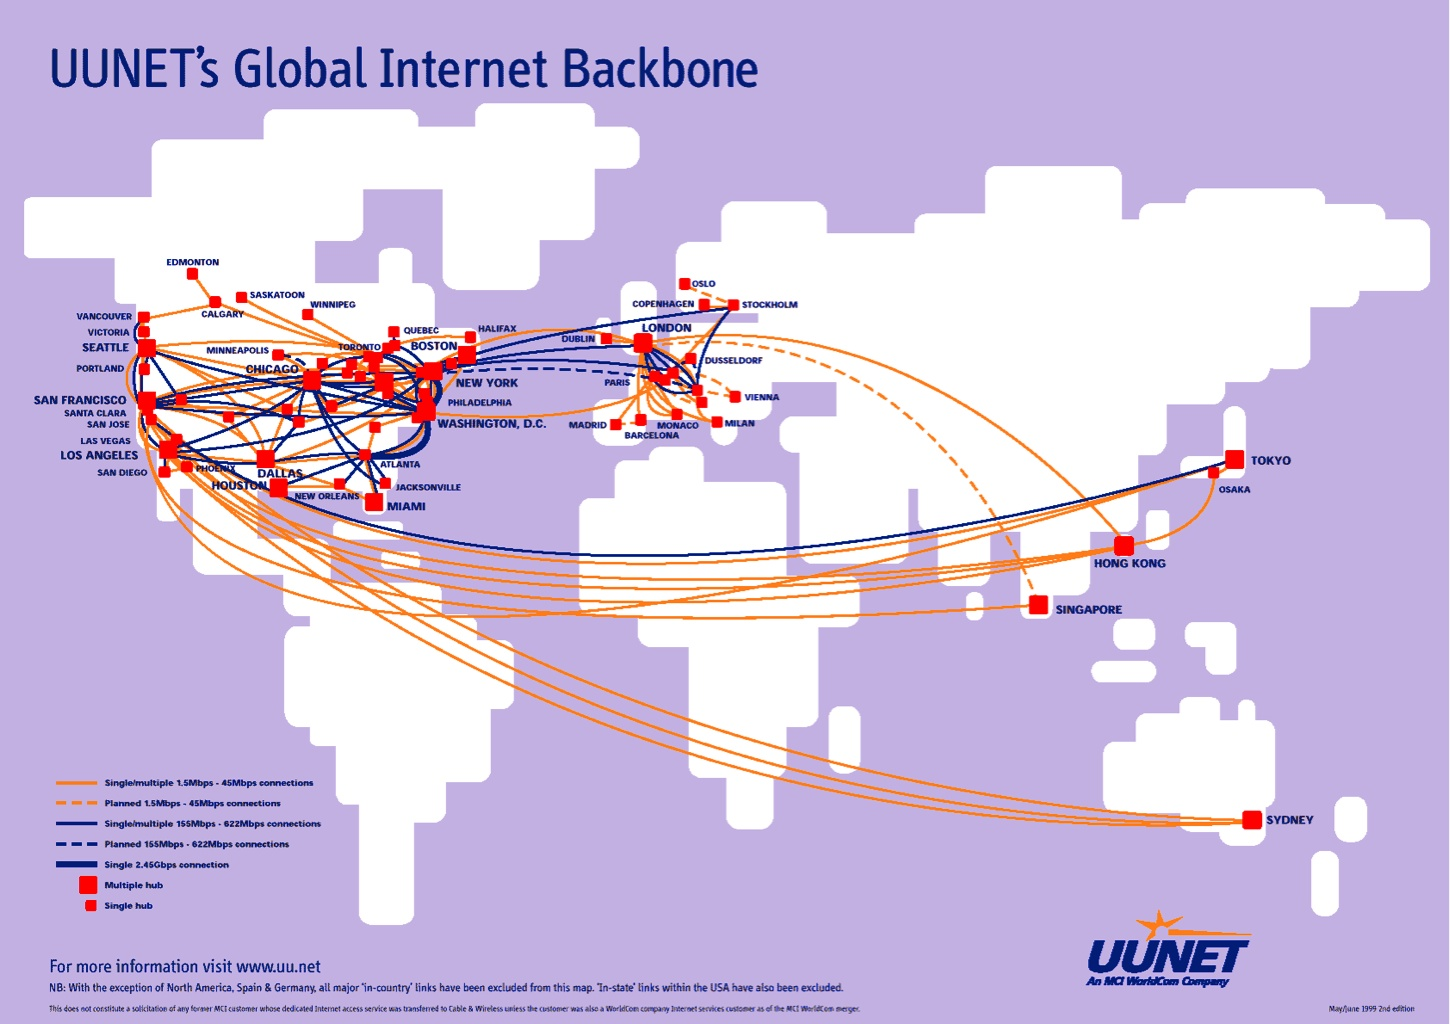 UUNET's Global Internet Backbone
EDMONTON
SASKATOON
WINNIPEG
CALGARY
VANCOUVER
VICTORIA
SEATTLE
PORTLAND
MINNEAPOLIS
CHICAGO
TORONTO
QUEBEC
BOSTON
HALIFAX
NEW YORK
PHILADELPHIA
WASHINGTON, D.C.
SAN FRANCISCO
SANTA CLARA
SAN JOSE
LAS VEGAS
LOS ANGELES
SAN DIEGO
PHOENIX
DALLAS
HOUSTON
NEW ORLEANS
ATLANTA
JACKSONVILLE
MIAMI
OSLO
COPENHAGEN
STOCKHOLM
LONDON
DUBLIN
DUSSELDORF
PARIS
VIENNA
MADRID
BARCELONA
MONACO
MILAN
TOKYO
OSAKA
HONG KONG
SINGAPORE
SYDNEY
Single/multiple 1.5Mbps - 45Mbps connections
Planned 1.5Mbps - 45Mbps connections
Single/multiple 155Mbps - 622Mbps connections
Planned 155Mbps - 622Mbps connections
Single 2.45Gbps connection
Multiple hub
Single hub
UUNET
An MCI WorldCom Company
For more information visit www.uu.net
NB: With the exception of North America, Spain & Germany, all major 'in-country' links have been excluded from this map. 'In-state' links within the USA have also been excluded.
This does not constitute a solicitation of any former MCI customer whose dedicated Internet access service was transferred to Cable & Wireless unless the customer was also a WorldCom company Internet services customer as of the MCI WorldCom merger.
May/June 1999 2nd edition